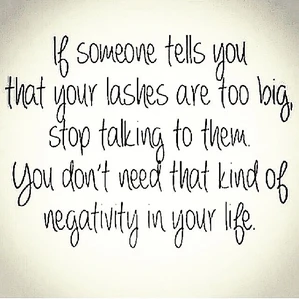 If someone tells you
that your lashes are too big,
stop talking to them.
You don't need that kind of
negativity in your life.